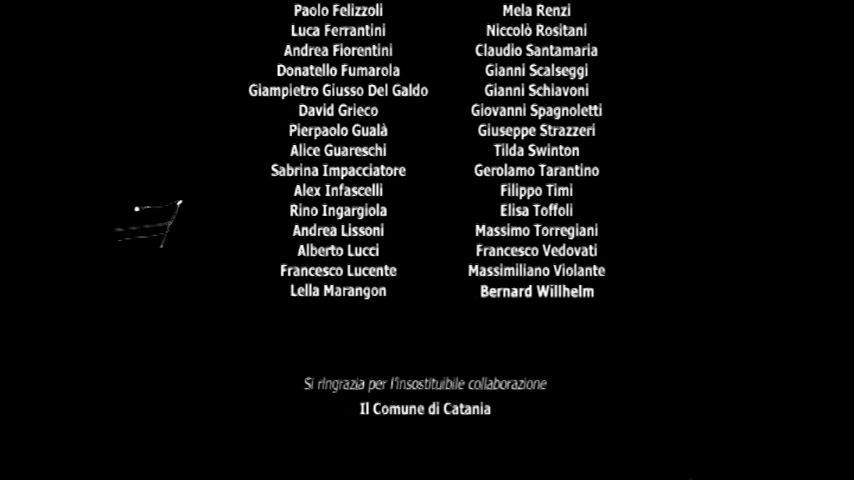 Paolo Felizzoli
Luca Ferrantini
Andrea Fiorentini
Donatello Fumarola
Giampietro Giusso Del Galdo
David Grieco
Pierpaolo Gualà
Alice Guareschi
Sabrina Impacciatore
Alex Infascelli
Rino Ingargiola
Andrea Lissoni
Alberto Lucci
Francesco Lucente
Lella Marangon
Mela Renzi
Niccolò Rositani
Claudio Santamaria
Gianni Scalseggi
Gianni Schiavoni
Giovanni Spagnoletti
Giuseppe Strazzeri
Tilda Swinton
Gerolamo Tarantino
Filippo Timi
Elisa Toffoli
Massimo Torregiani
Francesco Vedovati
Massimiliano Violante
Bernard Willhelm
Si ringrazia per l'insostituibile collaborazione
Il Comune di Catania